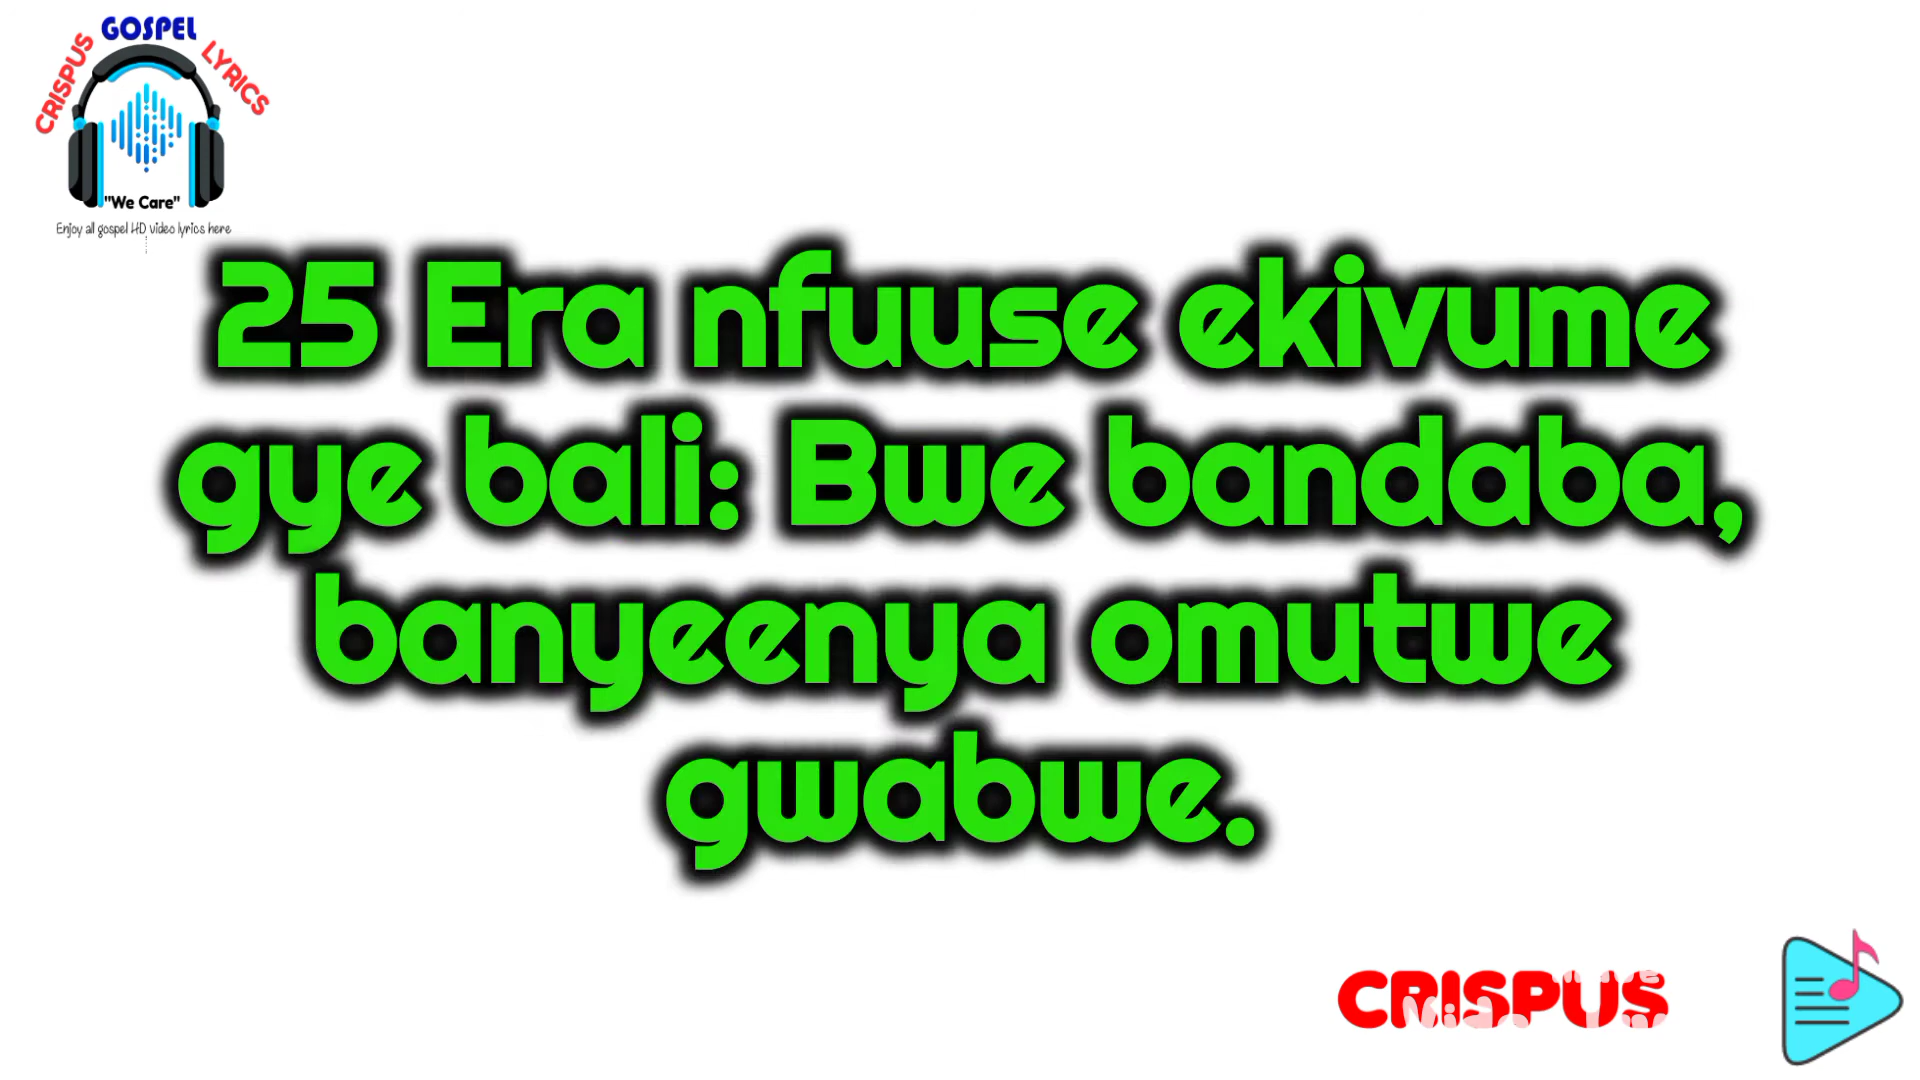 CRISPUS GOSPEL LYRICS
"We Care"
Enjoy all gospel HD video lyrics here
25 Era nfuuse ekivume
gye bali: Bwe bandaba,
banyeenya omutwe
gwabwe.
CRISPUS